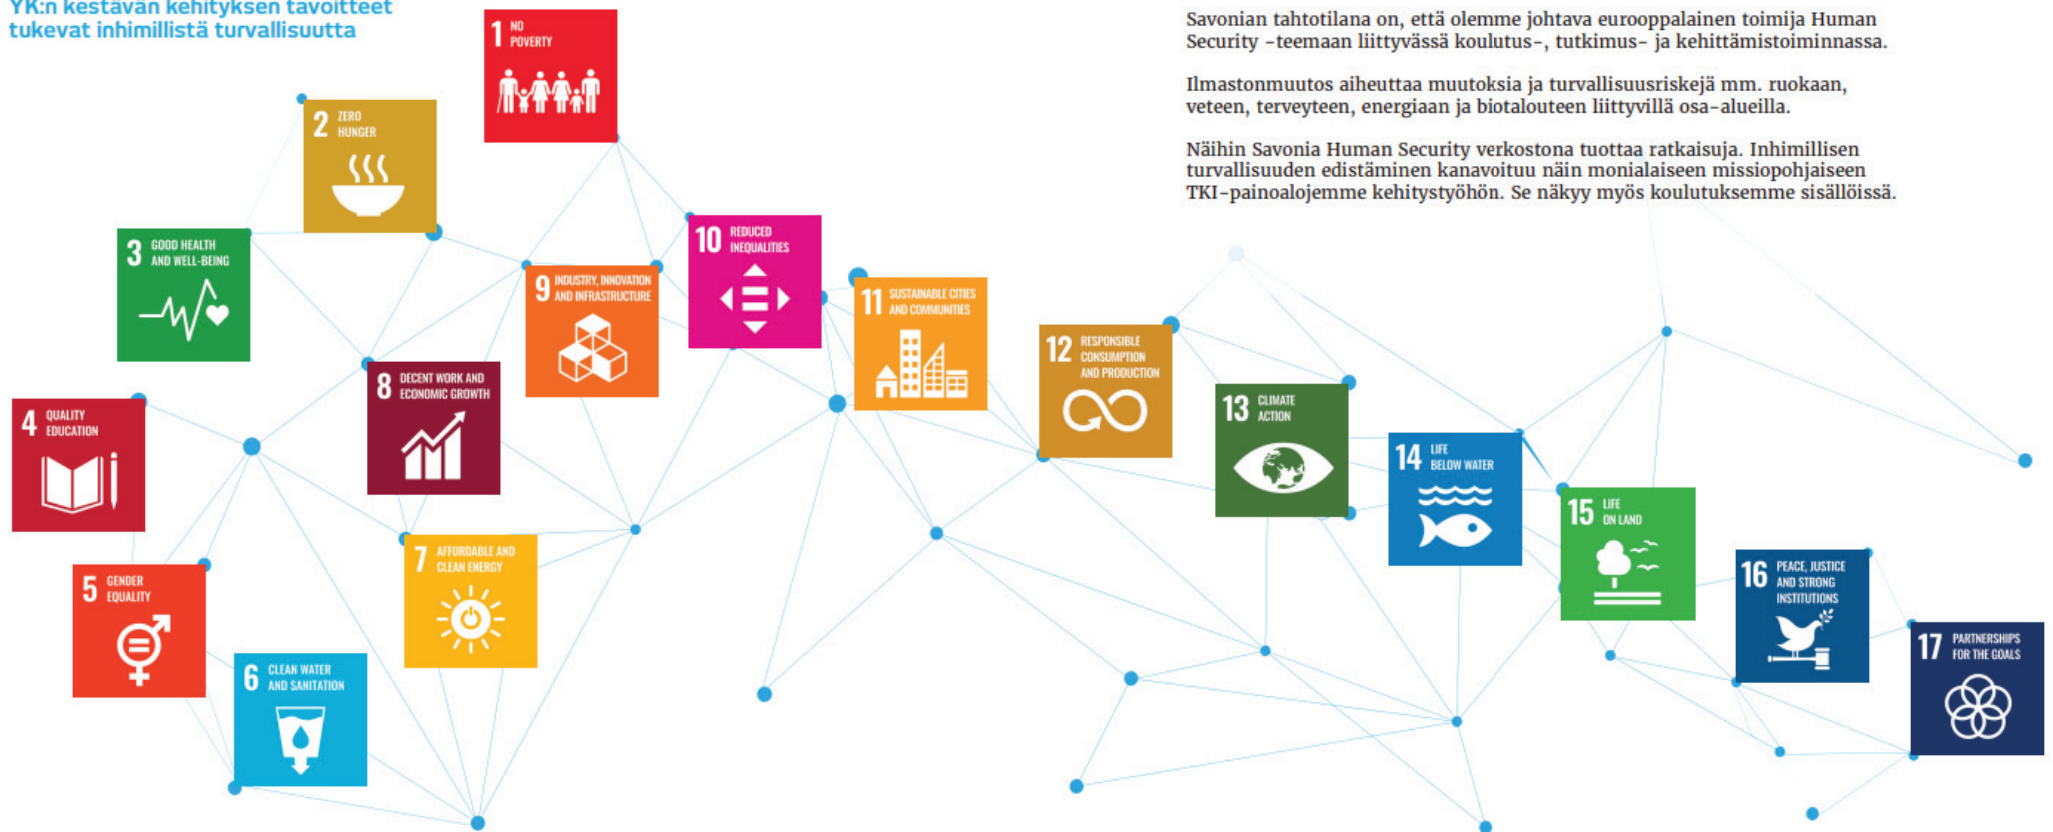 YK:n kestävän kehityksen tavoitteet
tukevat inhimillistä turvallisuutta
Savonian tahtotilana on, että olemme johtava eurooppalainen toimija Human
Security -teemaan liittyvässä koulutus-, tutkimus- ja kehittämistoiminnassa.
Ilmastonmuutos aiheuttaa muutoksia ja turvallisuusriskejä mm. ruokaan,
veteen, terveyteen, energiaan ja biotalouteen liittyvillä osa-alueilla.
Näihin Savonia Human Security verkostona tuottaa ratkaisuja. Inhimillisen
turvallisuuden edistäminen kanavoituu näin monialaiseen missiopohjaiseen
TKI-painoalojemme kehitystyöhön. Se näkyy myös koulutuksemme sisällöissä.
1 NO
POVERTY
2 ZERO
HUNGER
3 GOOD HEALTH
AND WELL-BEING
4 QUALITY
EDUCATION
5 GENDER
EQUALITY
6 CLEAN WATER
AND SANITATION
7 AFFORDABLE AND
CLEAN ENERGY
8 DECENT WORK AND
ECONOMIC GROWTH
9 INDUSTRY, INNOVATION
AND INFRASTRUCTURE
10 REDUCED
INEQUALITIES
11 SUSTAINABLE CITIES
AND COMMUNITIES
12 RESPONSIBLE
CONSUMPTION
AND PRODUCTION
13 CLIMATE
ACTION
14 LIFE
BELOW WATER
15 LIFE
ON LAND
16 PEACE, JUSTICE
AND STRONG
INSTITUTIONS
17 PARTNERSHIPS
FOR THE GOALS